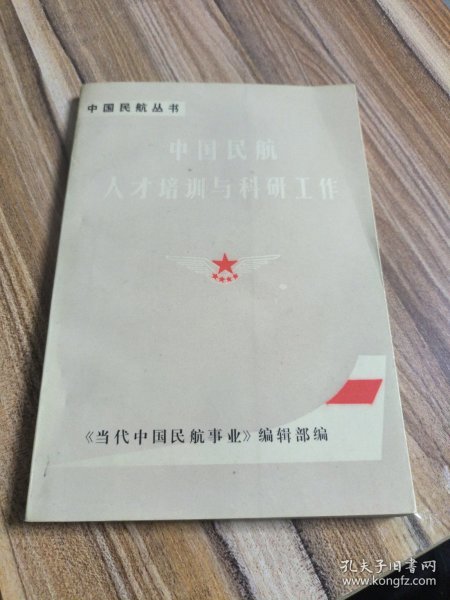 中国民航丛书
中国民航
人才培训与科研工作
《当代中国民航事业》编辑部编
孔夫子旧书网
www.kongfz.com